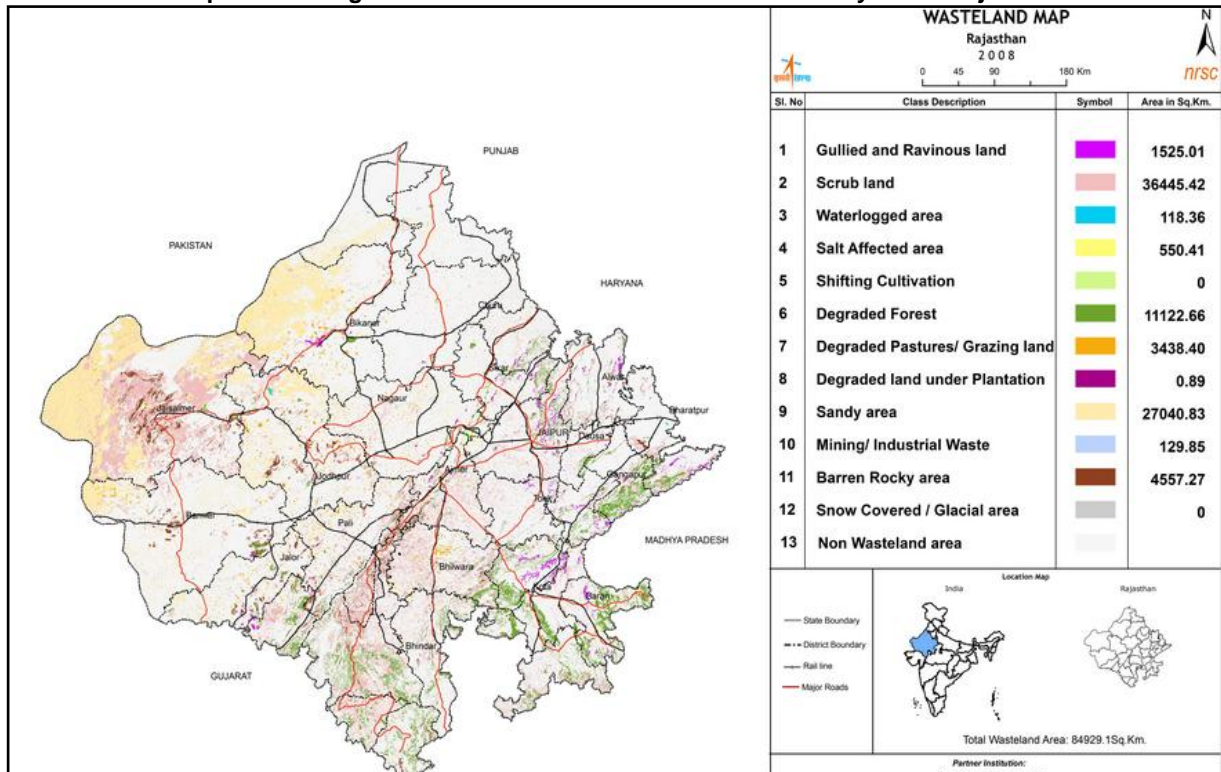 WASTELAND MAP
Rajasthan
2008
0 45 90 180 Km
N
nrsc
Sl. No Class Description Symbol Area in Sq.Km.
1 Gullied and Ravinous land 1525.01
2 Scrub land 36445.42
3 Waterlogged area 118.36
4 Salt Affected area 550.41
5 Shifting Cultivation 0
6 Degraded Forest 11122.66
7 Degraded Pastures/ Grazing land 3438.40
8 Degraded land under Plantation 0.89
9 Sandy area 27040.83
10 Mining/ Industrial Waste 129.85
11 Barren Rocky area 4557.27
12 Snow Covered / Glacial area 0
13 Non Wasteland area
Location Map
India Rajasthan
State Boundary
District Boundary
Rail line
Major Roads
Total Wasteland Area: 84929.1Sq.Km.
Partner Institution:
PUNJAB
PAKISTAN
HARYANA
Churu
Bikaner
Sikar
Alwar
Nagaur
Jaisalmer
Bharatpur
JAIPUR
Dausa
Ajmer
Gangapur
Jodhpur
Tonk
Barmer
Pali
MADHYA PRADESH
Jalor
Bhilwara
Kota
Baran
Bhindar
GUJARAT